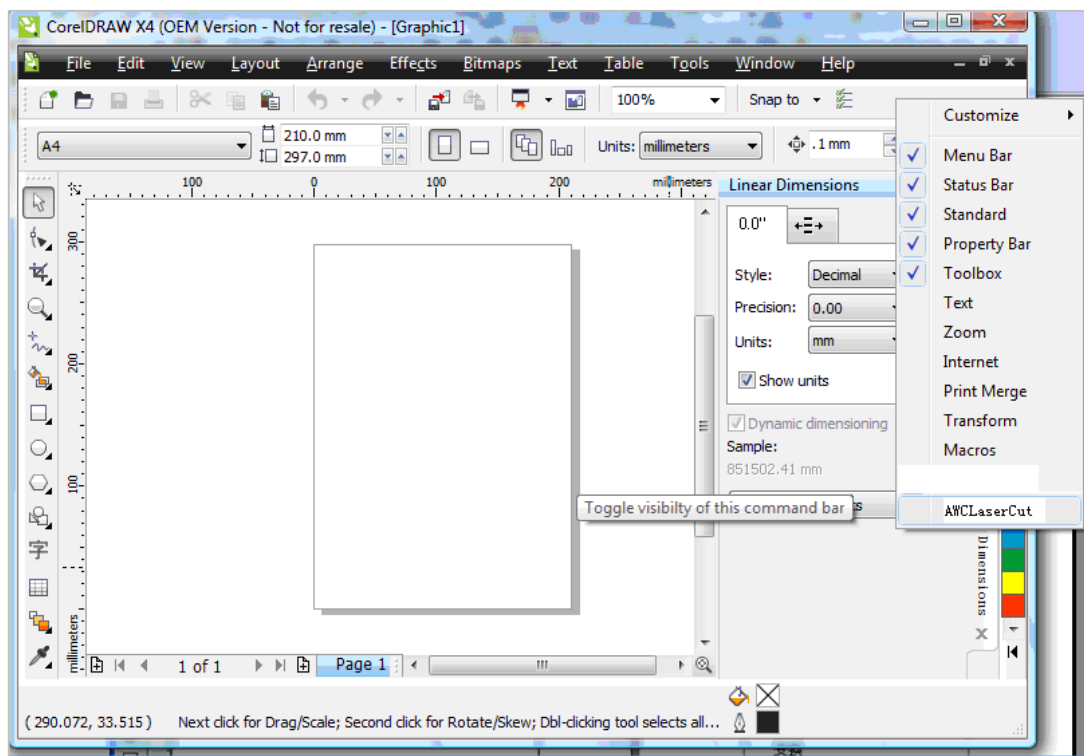 CorelDRAW X4 (OEM Version - Not for resale) - [Graphic1]
File Edit View Layout Arrange Effects Bitmaps Text Table Tools Window Help
100% Snap to
A4 210.0 mm 297.0 mm Units: millimeters .1 mm
100 0 100 200 millimeters
300
200
100
millimeters
Linear Dimensions
0.0"
Style: Decimal
Precision: 0.00
Units: mm
Show units
Dynamic dimensioning
Sample:
851502.41 mm
Customize
Menu Bar
Status Bar
Standard
Property Bar
Toolbox
Text
Zoom
Internet
Print Merge
Transform
Macros
AWCLaserCut
Toggle visibilty of this command bar
Dimensions
字
1 of 1 Page 1
( 290.072, 33.515 ) Next click for Drag/Scale; Second click for Rotate/Skew; Dbl-clicking tool selects all...